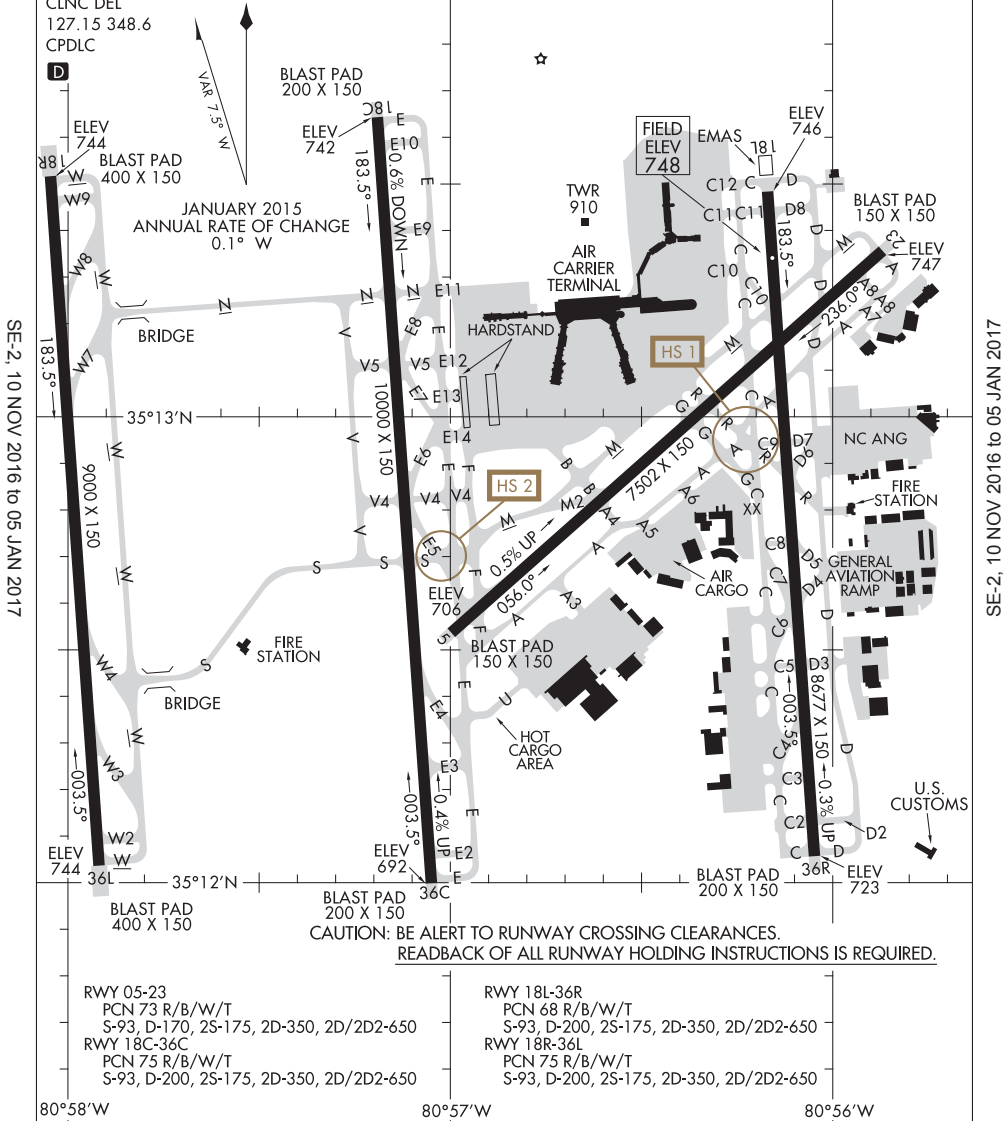 CLNC DEL
127.15 348.6
CPDLC
D
VAR 7.5° W
JANUARY 2015
ANNUAL RATE OF CHANGE
0.1° W
BLAST PAD
200 X 150
18C
E
ELEV
742
E10
183.5°
0.6% DOWN
E
E9
ELEV
744
18R
BLAST PAD
400 X 150
W
W9
W8
W
N
BRIDGE
W7
183.5°
FIELD
ELEV
748
EMAS
18L
ELEV
746
TWR
910
C12
C
D
C11
C11
D8
BLAST PAD
150 X 150
23
ELEV
747
183.5°
D
M
A
AIR
CARRIER
TERMINAL
C
C10
C10
C
D
A8
A8
A7
A
236.0°
D
N
N
E11
V
E8
E
HARDSTAND
V5
V5
E12
M
HS 1
E7
E13
R
G
C
A
35°13'N
10000 X 150
E14
G
R
A
C9
R
D7
D6
NC ANG
V
W
E6
F
F
B
M
B
7502 X 150
A
A6
G
C
XX
R
FIRE
STATION
9000 X 150
V4
V4
V4
HS 2
M2
A4
A5
V
M
E5
S
S
S
0.5% UP
A
C8
D5
GENERAL
AVIATION
RAMP
W
F
056.0°
AIR
CARGO
C7
D4
C
ELEV
706
A3
D
5
F
A
C6
BLAST PAD
150 X 150
FIRE
STATION
W4
S
BRIDGE
C5
D3
E
8677 X 150
003.5°
C
E4
U
W
HOT
CARGO
AREA
C4
D
W3
E3
003.5°
003.5°
0.4% UP
E
C3
C
0.3% UP
U.S.
CUSTOMS
W2
W
ELEV
744
36L
ELEV
692
E2
E
36C
C2
D2
C
D
36R
ELEV
723
35°12'N
BLAST PAD
200 X 150
BLAST PAD
200 X 150
BLAST PAD
400 X 150
CAUTION: BE ALERT TO RUNWAY CROSSING CLEARANCES.
READBACK OF ALL RUNWAY HOLDING INSTRUCTIONS IS REQUIRED.
RWY 05-23
PCN 73 R/B/W/T
S-93, D-170, 2S-175, 2D-350, 2D/2D2-650
RWY 18C-36C
PCN 75 R/B/W/T
S-93, D-200, 2S-175, 2D-350, 2D/2D2-650
RWY 18L-36R
PCN 68 R/B/W/T
S-93, D-200, 2S-175, 2D-350, 2D/2D2-650
RWY 18R-36L
PCN 75 R/B/W/T
S-93, D-200, 2S-175, 2D-350, 2D/2D2-650
80°58'W
80°57'W
80°56'W
SE-2, 10 NOV 2016 to 05 JAN 2017
SE-2, 10 NOV 2016 to 05 JAN 2017